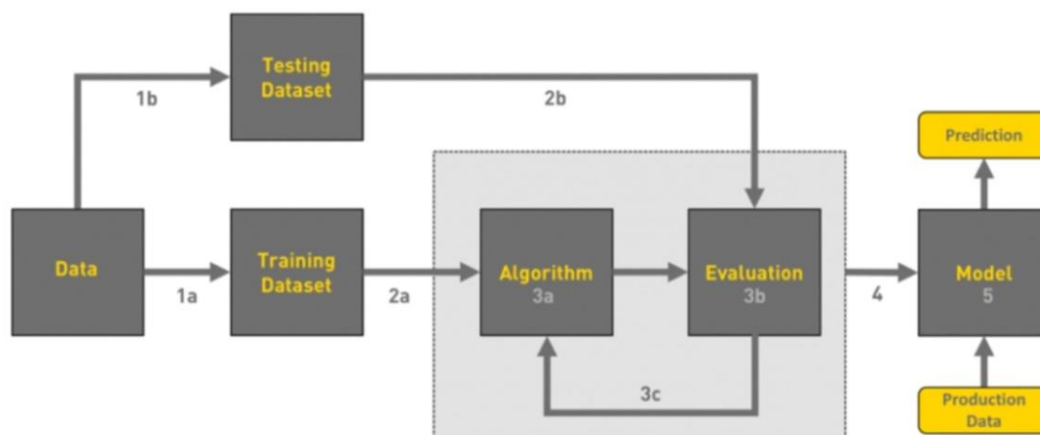 Testing
Dataset
1b
2b
Prediction
Data
Training
Dataset
Algorithm
3a
Evaluation
3b
Model
5
1a
2a
4
3c
Production
Data